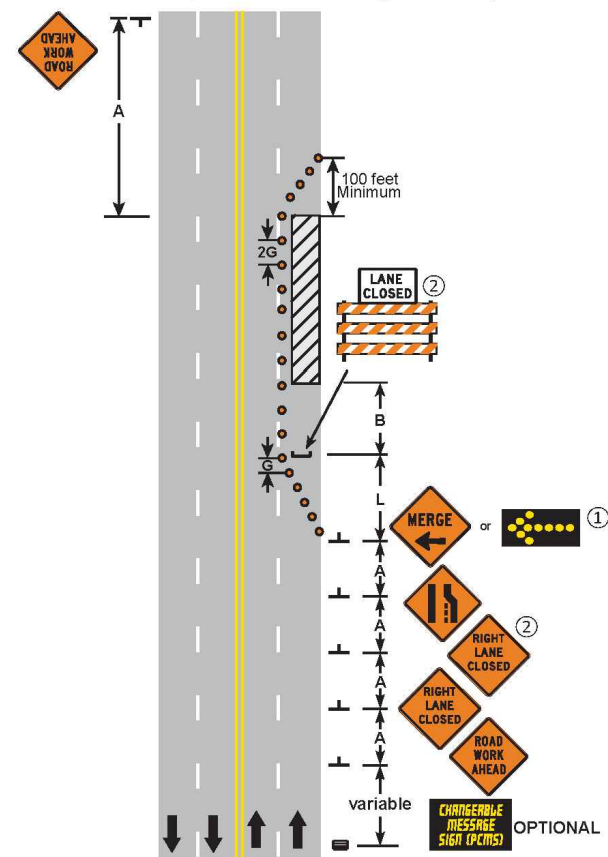 ROAD
WORK
AHEAD
A
100 feet
Minimum
2G
LANE
CLOSED
②
B
G
L
MERGE
or
①
A
A
RIGHT
LANE
CLOSED
②
A
RIGHT
LANE
CLOSED
A
ROAD
WORK
AHEAD
variable
CHANGEABLE
MESSAGE
SIGN (PCMS)
OPTIONAL